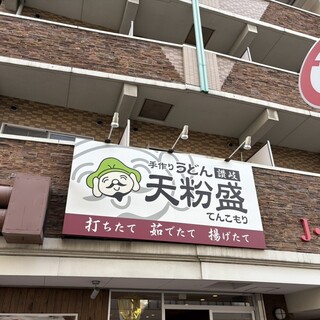 手作りうどん 讃岐
天粉盛
てんこもり
打ちたて 茹でたて 揚げたて